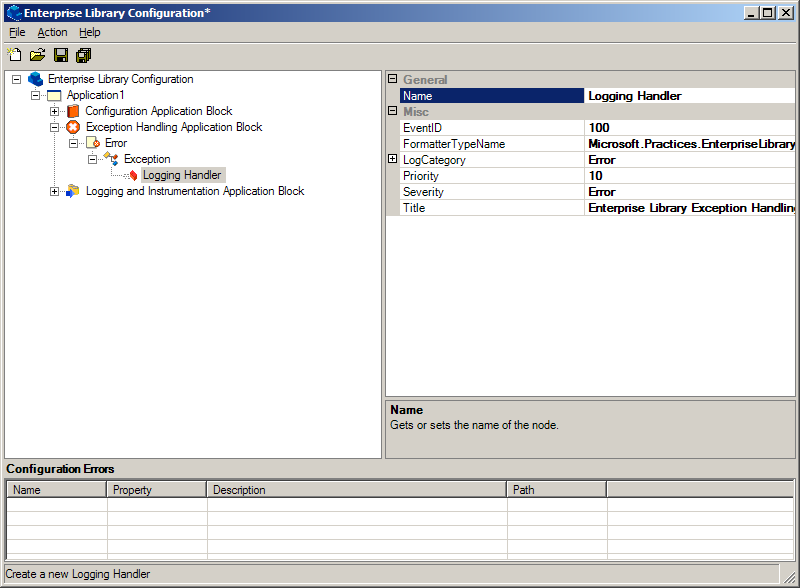 Enterprise Library Configuration*
File Action Help
Enterprise Library Configuration
Application1
Configuration Application Block
Exception Handling Application Block
Error
Exception
Logging Handler
Logging and Instrumentation Application Block
General
Name Logging Handler
Misc
EventID 100
FormatterTypeName Microsoft.Practices.EnterpriseLibrary
LogCategory Error
Priority 10
Severity Error
Title Enterprise Library Exception Handling
Name
Gets or sets the name of the node.
Configuration Errors
Name Property Description Path
Create a new Logging Handler